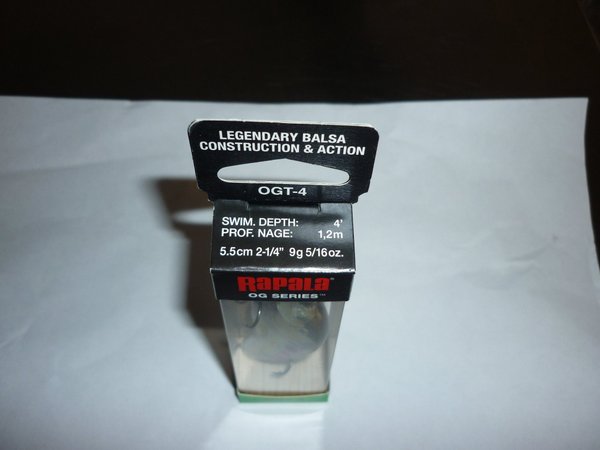 LEGENDARY BALSA
CONSTRUCTION & ACTION
OGT-4
SWIM. DEPTH: 4'
PROF. NAGE: 1,2m
5.5cm 2-1/4" 9g 5/16oz.
Rapala®
OG SERIES™